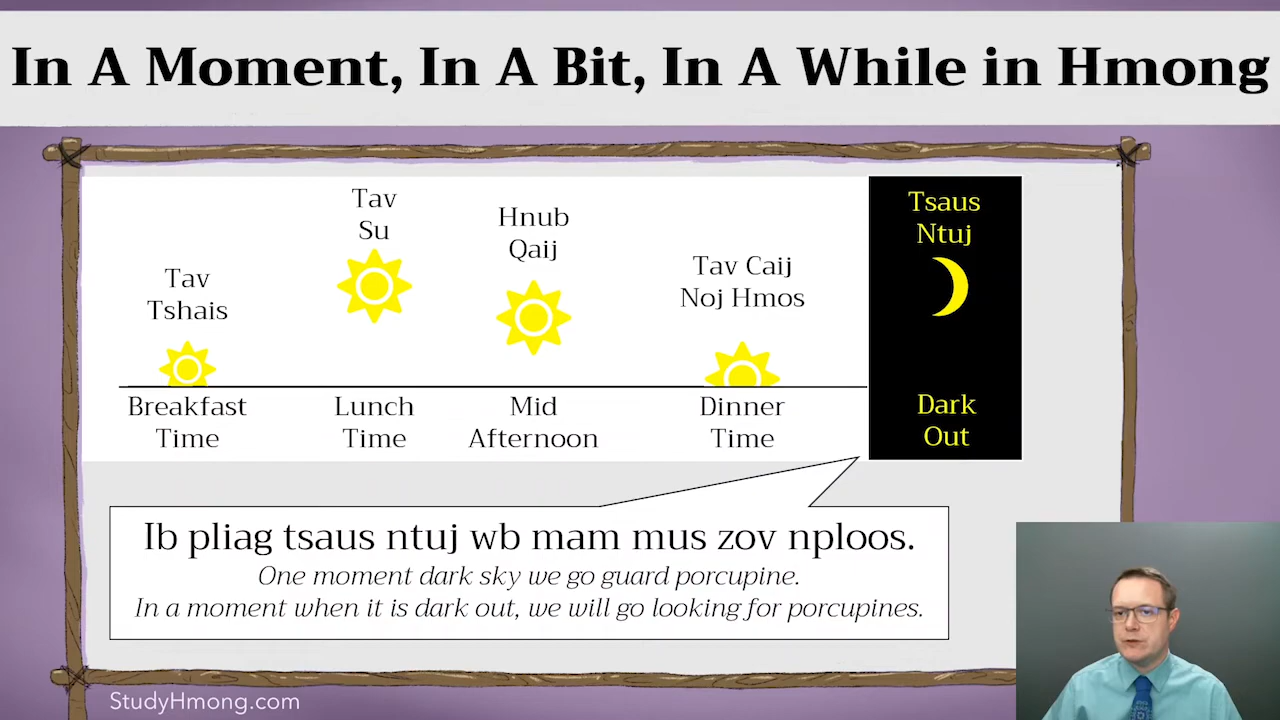 In A Moment, In A Bit, In A While in Hmong
Tav
Tshais
Tav
Su
Hnub
Qaij
Tav Caij
Noj Hmos
Tsaus
Ntuj
Breakfast
Time
Lunch
Time
Mid
Afternoon
Dinner
Time
Dark
Out
Ib pliag tsaus ntuj wb mam mus zov nploos.
One moment dark sky we go guard porcupine.
In a moment when it is dark out, we will go looking for porcupines.
StudyHmong.com